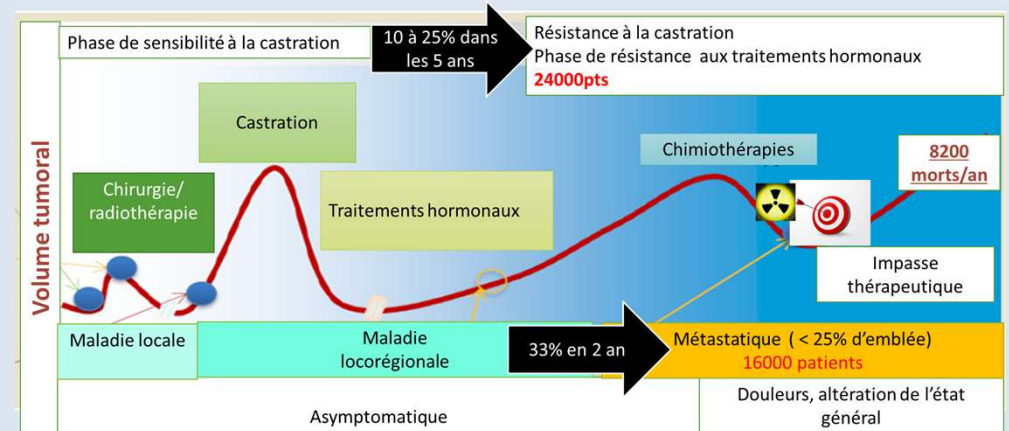 Phase de sensibilité à la castration
10 à 25% dans
les 5 ans
Résistance à la castration
Phase de résistance aux traitements hormonaux
24000pts
Volume tumoral
Castration
Chirurgie/
radiothérapie
Traitements hormonaux
Chimiothérapies
8200
morts/an
Impasse
thérapeutique
Maladie locale
Maladie
locorégionale
33% en 2 an
Métastatique ( < 25% d'emblée)
16000 patients
Asymptomatique
Douleurs, altération de l'état
général